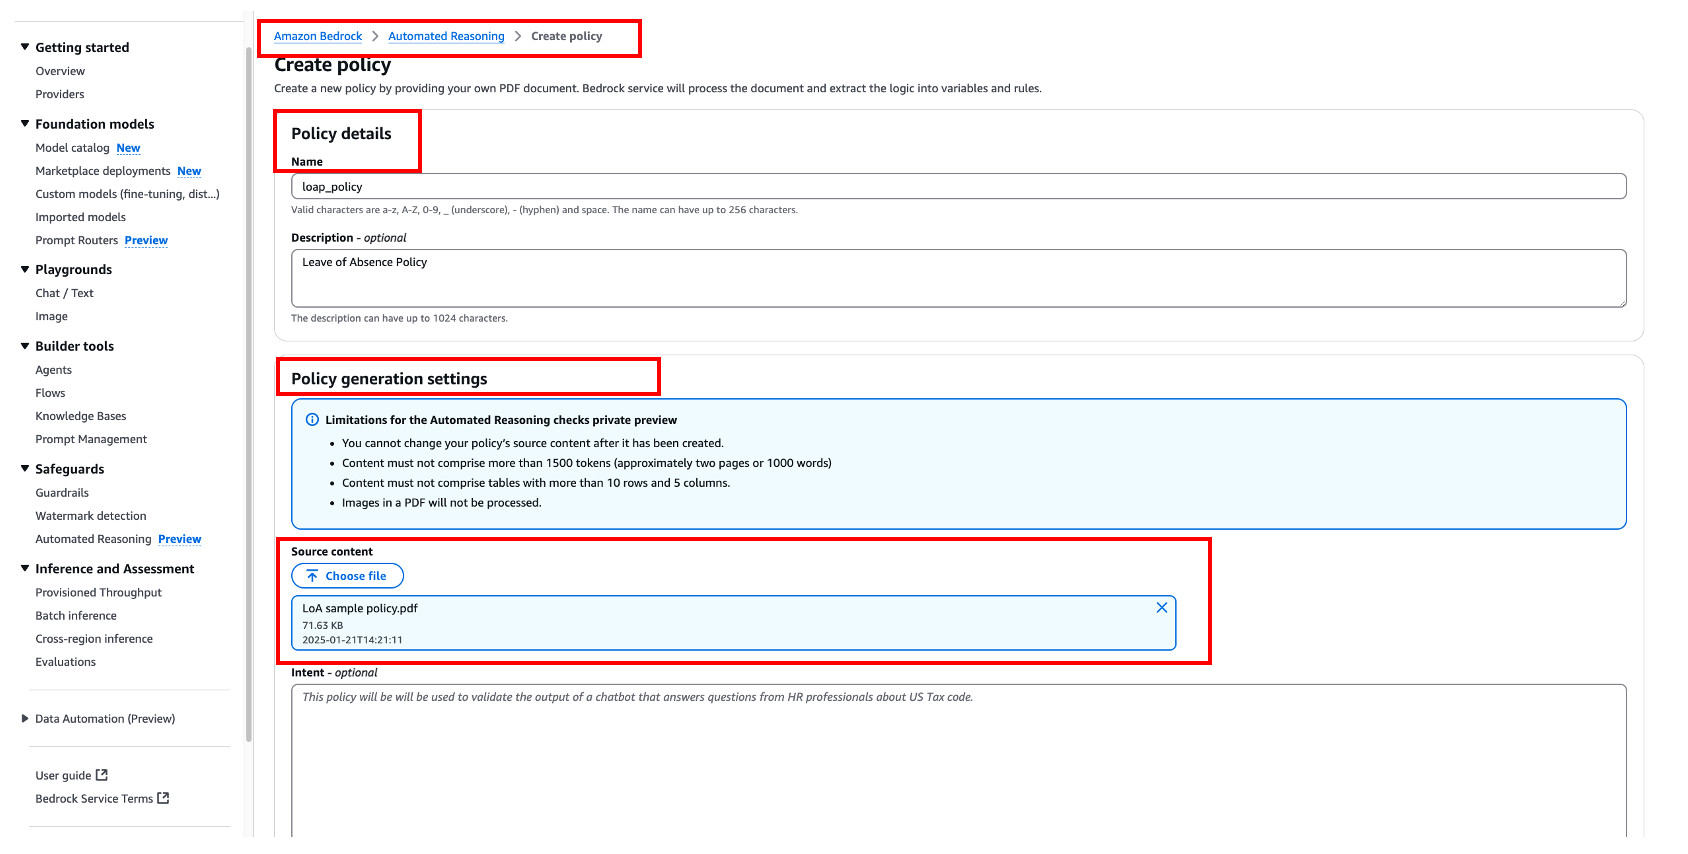 Getting started
Overview
Providers
Foundation models
Model catalog New
Marketplace deployments New
Custom models (fine-tuning, dist...)
Imported models
Prompt Routers Preview
Playgrounds
Chat / Text
Image
Builder tools
Agents
Flows
Knowledge Bases
Prompt Management
Safeguards
Guardrails
Watermark detection
Automated Reasoning Preview
Inference and Assessment
Provisioned Throughput
Batch inference
Cross-region inference
Evaluations
Data Automation (Preview)
User guide
Bedrock Service Terms
Amazon Bedrock > Automated Reasoning > Create policy
Create policy
Create a new policy by providing your own PDF document. Bedrock service will process the document and extract the logic into variables and rules.
Policy details
Name
loap_policy
Valid characters are a-z, A-Z, 0-9, _ (underscore), - (hyphen) and space. The name can have up to 256 characters.
Description - optional
Leave of Absence Policy
The description can have up to 1024 characters.
Policy generation settings
Limitations for the Automated Reasoning checks private preview
• You cannot change your policy's source content after it has been created.
• Content must not comprise more than 1500 tokens (approximately two pages or 1000 words)
• Content must not comprise tables with more than 10 rows and 5 columns.
• Images in a PDF will not be processed.
Source content
Choose file
LoA sample policy.pdf
71.63 KB
2025-01-21T14:21:11
Intent - optional
This policy will be will be used to validate the output of a chatbot that answers questions from HR professionals about US Tax code.